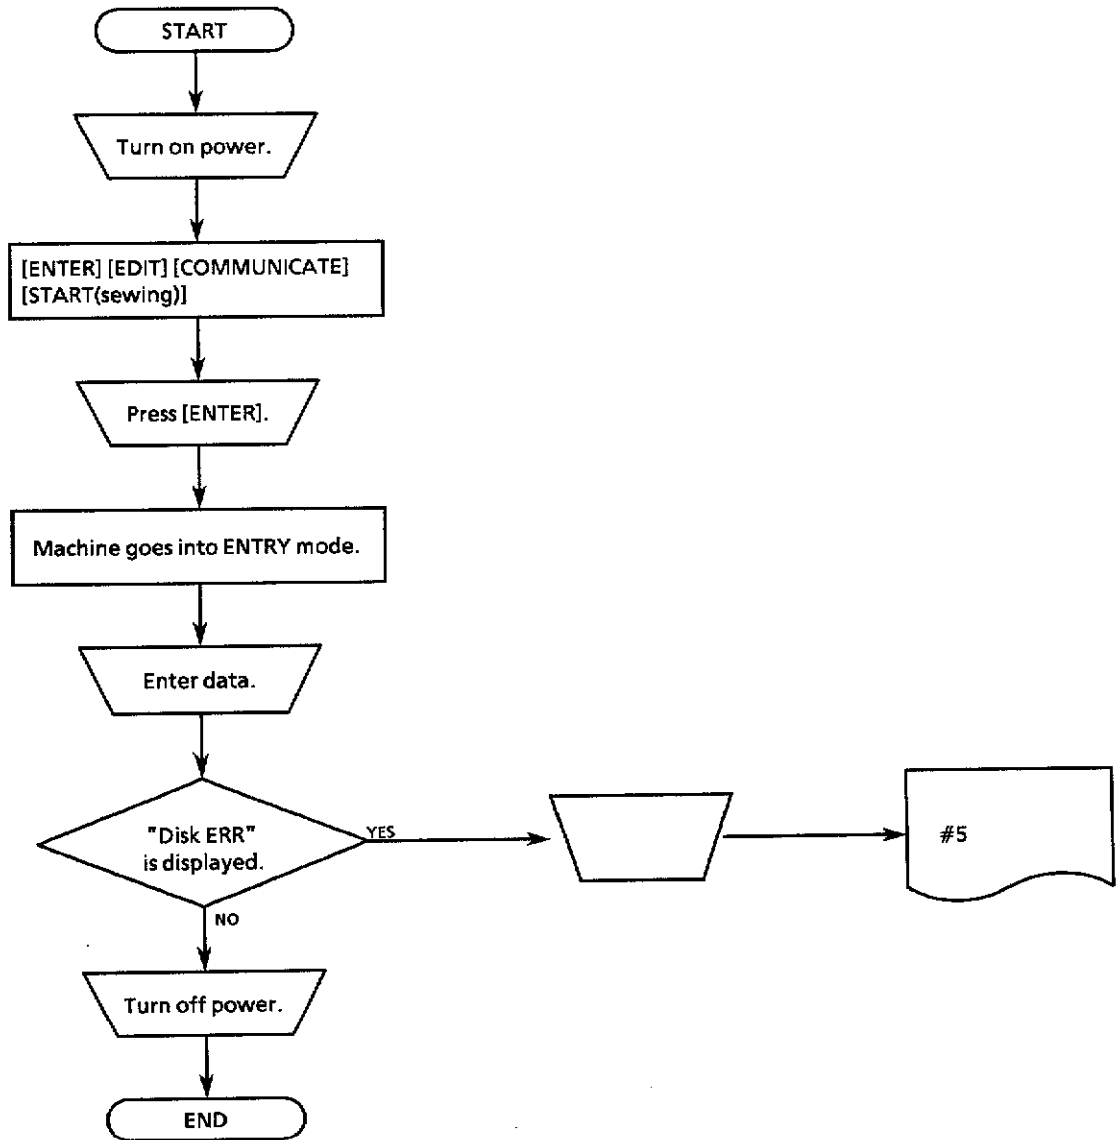 START
Turn on power.
[ENTER] [EDIT] [COMMUNICATE]
[START(sewing)]
Press [ENTER].
Machine goes into ENTRY mode.
Enter data.
"Disk ERR"
is displayed.
YES
#5
NO
Turn off power.
END